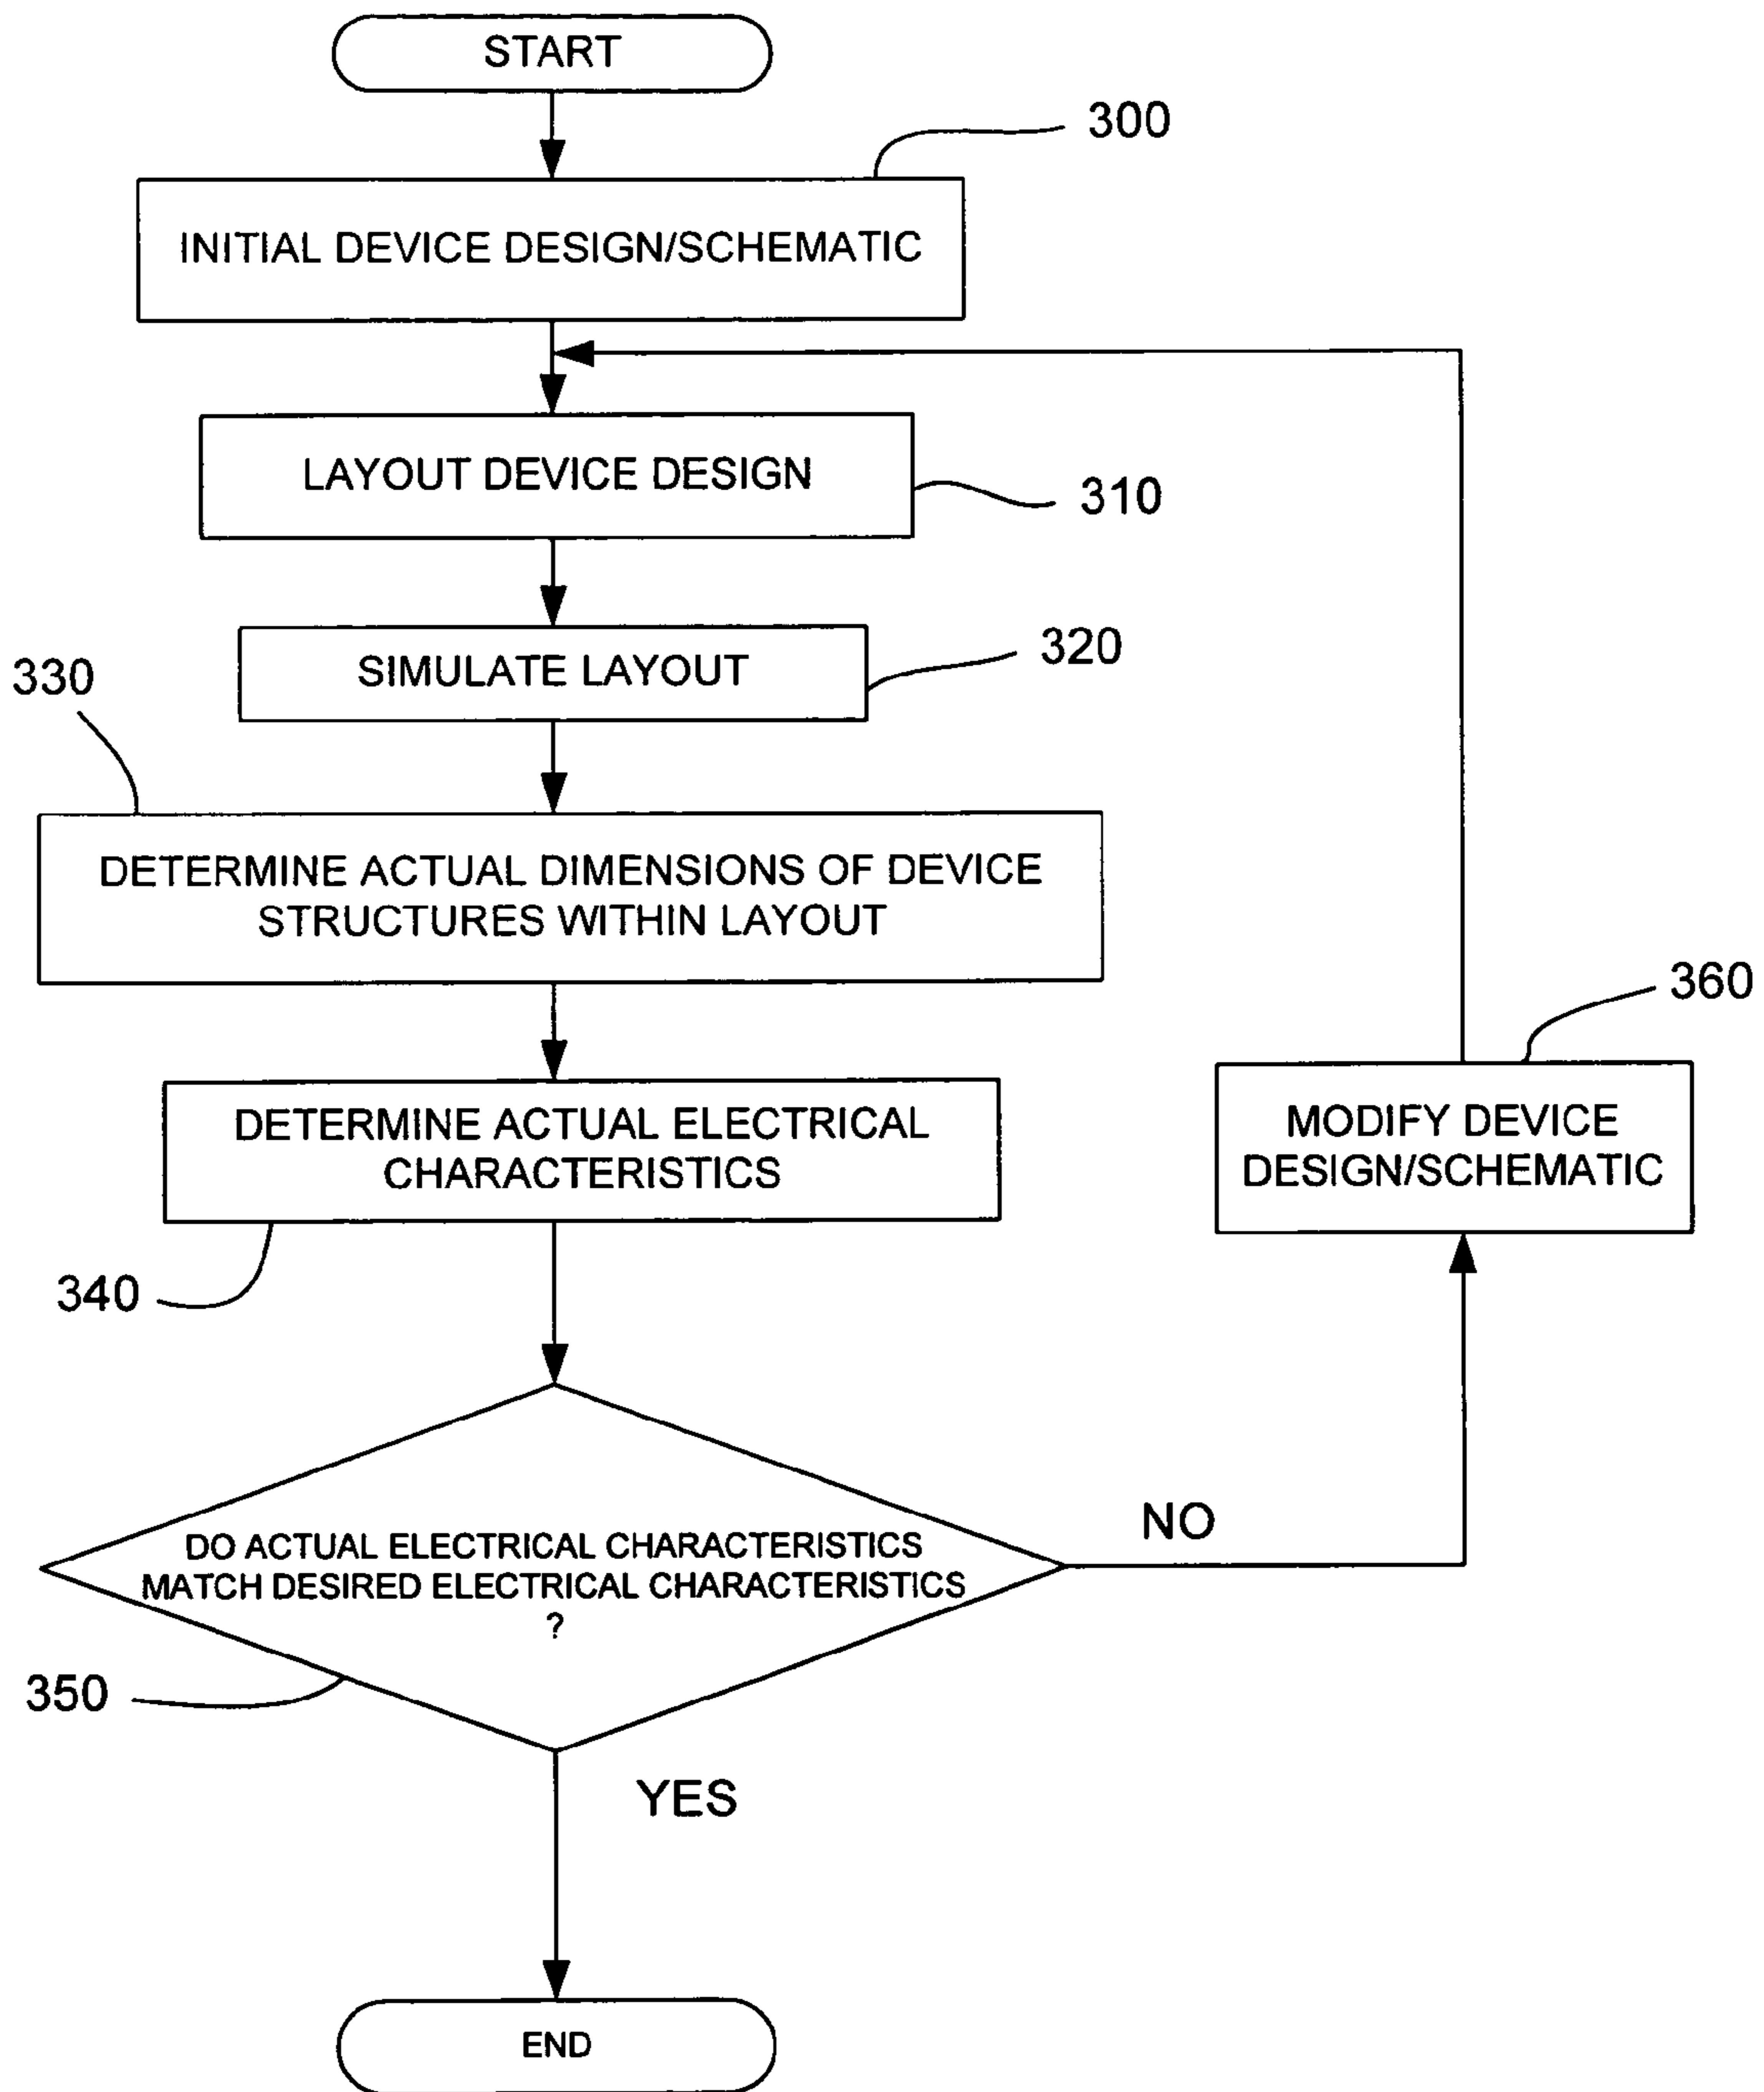 START
300
INITIAL DEVICE DESIGN/SCHEMATIC
LAYOUT DEVICE DESIGN
310
SIMULATE LAYOUT
320
330
DETERMINE ACTUAL DIMENSIONS OF DEVICE
STRUCTURES WITHIN LAYOUT
360
DETERMINE ACTUAL ELECTRICAL
CHARACTERISTICS
MODIFY DEVICE
DESIGN/SCHEMATIC
340
NO
DO ACTUAL ELECTRICAL CHARACTERISTICS
MATCH DESIRED ELECTRICAL CHARACTERISTICS
?
350
YES
END